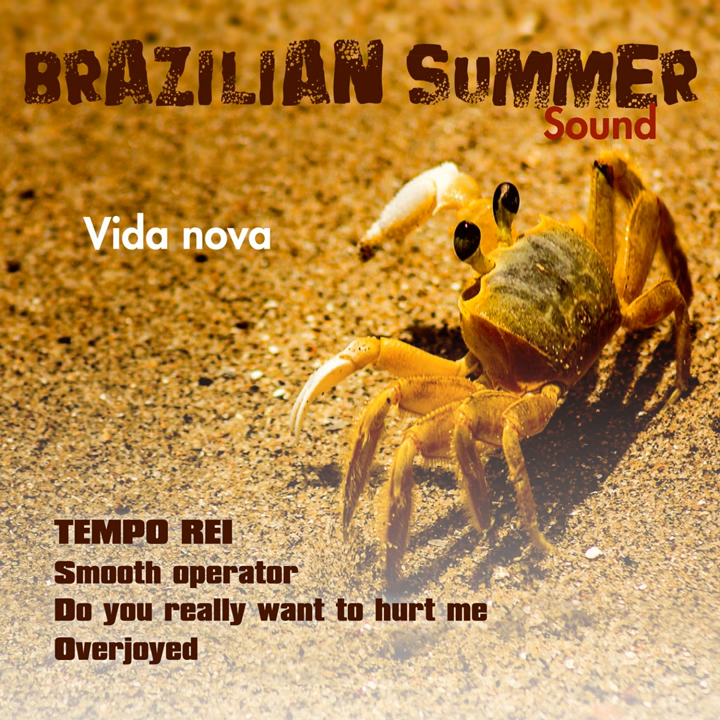 BRAZILIAN SUMMER
Sound
Vida nova
TEMPO REI
Smooth operator
Do you really want to hurt me
Overjoyed